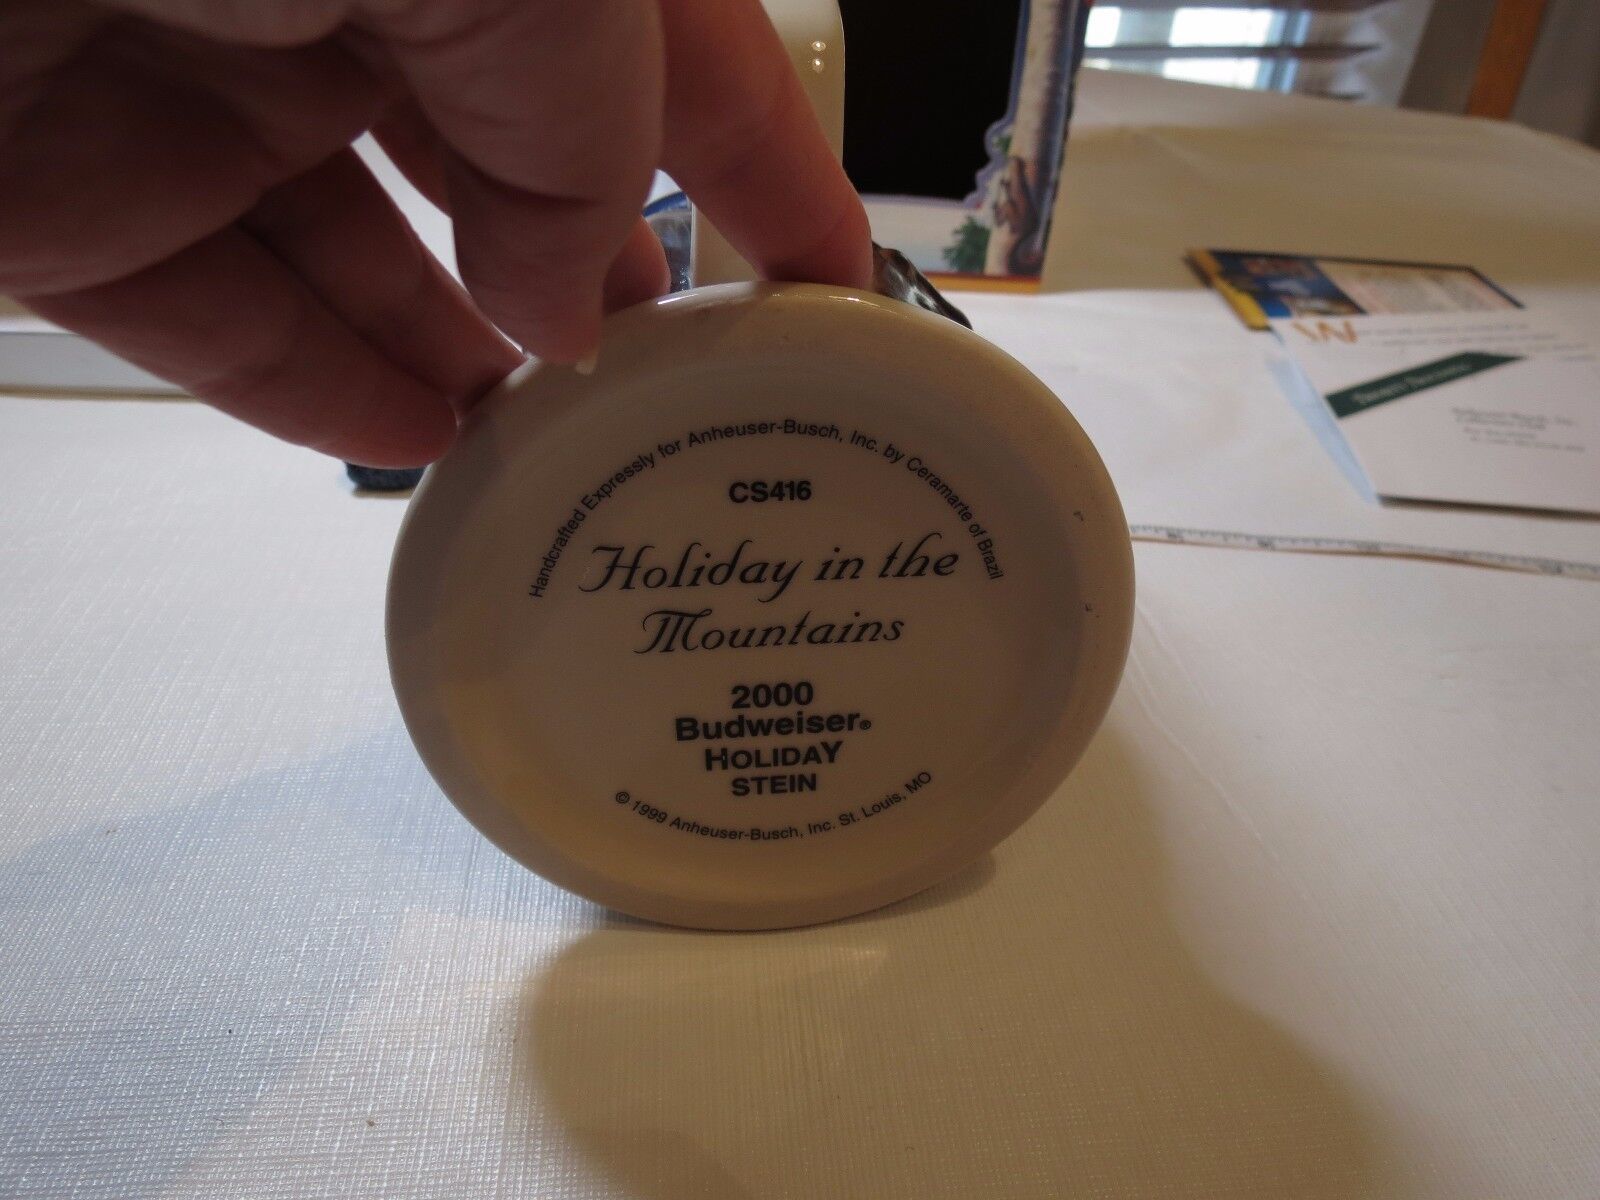 Handcrafted Expressly for Anheuser-Busch, Inc. by Ceramarte of Brazil
CS416
Holiday in the
Mountains
2000
Budweiser®
HOLIDAY
STEIN
© 1999 Anheuser-Busch, Inc. St. Louis, MO